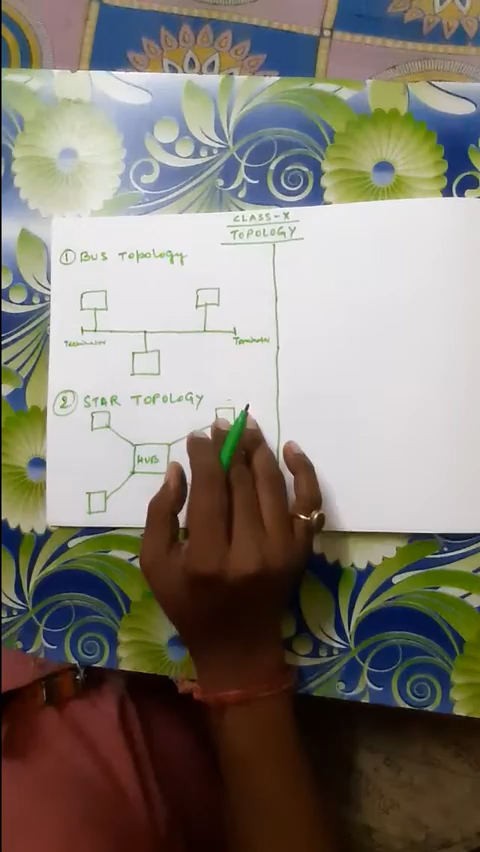 CLASS-X
TOPOLOGY
① BUS Topology
Terminator
Terminator
② STAR TOPOLOGY
HUB